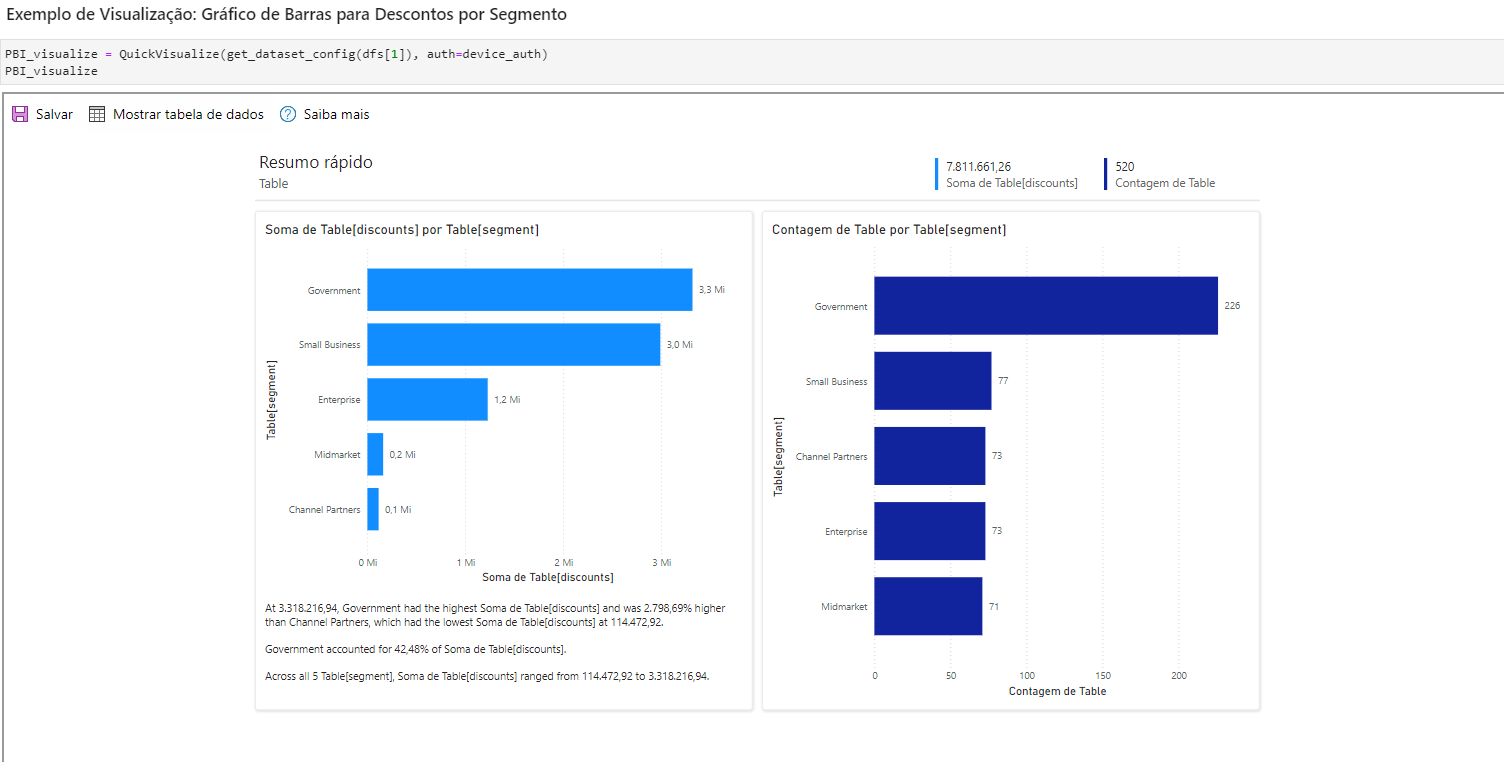 Exemplo de Visualização: Gráfico de Barras para Descontos por Segmento
PBI_visualize = QuickVisualize(get_dataset_config(dfs[1]), auth=device_auth)
PBI_visualize
Salvar Mostrar tabela de dados ? Saiba mais
Resumo rápido
Table
7.811.661,26
Soma de Table[discounts]
520
Contagem de Table
Soma de Table[discounts] por Table[segment]
Table[segment]
Government 3,3 Mi
Small Business 3,0 Mi
Enterprise 1,2 Mi
Midmarket 0,2 Mi
Channel Partners 0,1 Mi
0 Mi 1 Mi 2 Mi 3 Mi
Soma de Table[discounts]
At 3.318.216,94, Government had the highest Soma de Table[discounts] and was 2.798,69% higher
than Channel Partners, which had the lowest Soma de Table[discounts] at 114.472,92.
Government accounted for 42,48% of Soma de Table[discounts].
Across all 5 Table[segment], Soma de Table[discounts] ranged from 114.472,92 to 3.318.216,94.
Contagem de Table por Table[segment]
Table[segment]
Government 226
Small Business 77
Channel Partners 73
Enterprise 73
Midmarket 71
0 50 100 150 200
Contagem de Table